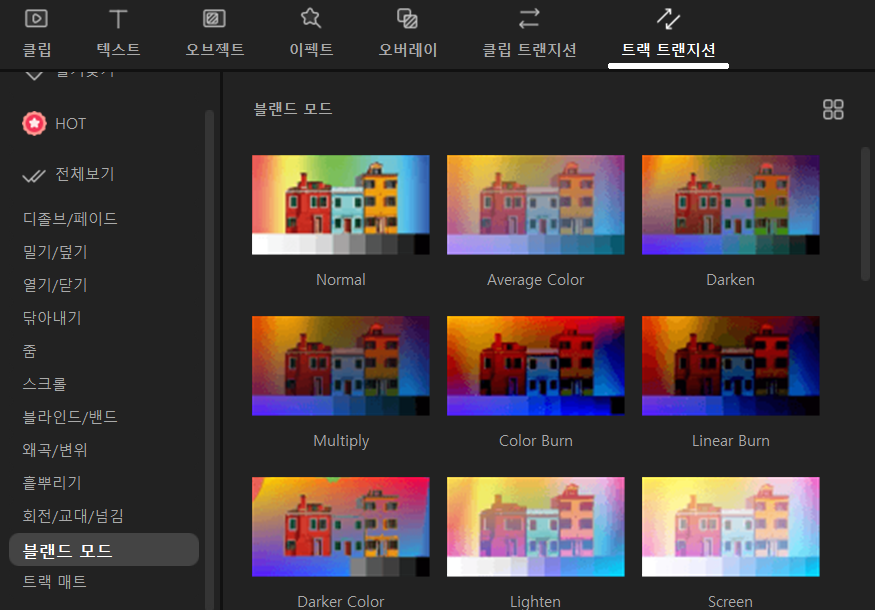 클립
텍스트
오브젝트
이펙트
오버레이
클립 트랜지션
트랙 트랜지션
HOT
전체보기
디졸브/페이드
밀기/덮기
열기/닫기
닦아내기
줌
스크롤
블라인드/밴드
왜곡/변위
흩뿌리기
회전/교대/넘김
블랜드 모드
트랙 매트
블랜드 모드
Normal
Average Color
Darken
Multiply
Color Burn
Linear Burn
Darker Color
Lighten
Screen